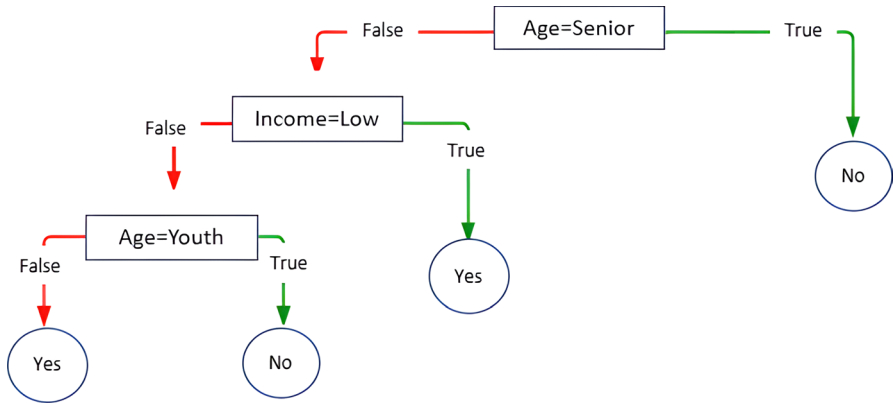 Age=Senior
False
True
Income=Low
False
True
No
Age=Youth
False
True
Yes
Yes
No